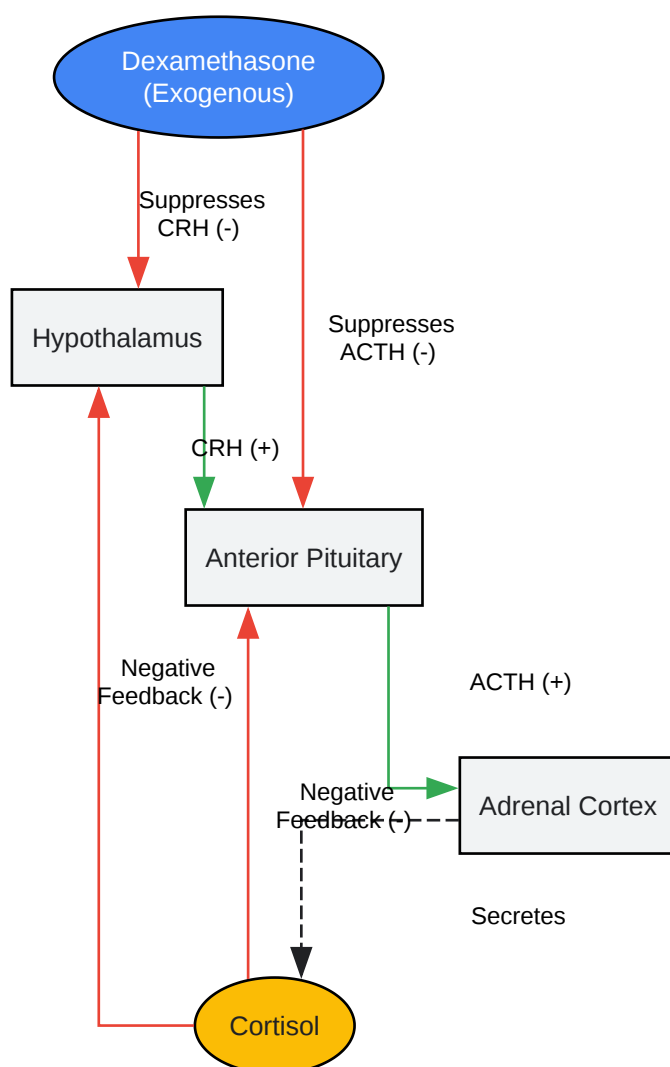 Dexamethasone
(Exogenous)
Suppresses
CRH (-)
Hypothalamus
Suppresses
ACTH (-)
CRH (+)
Anterior Pituitary
Negative
Feedback (-)
ACTH (+)
Negative
Feedback (-)
Adrenal Cortex
Secretes
Cortisol